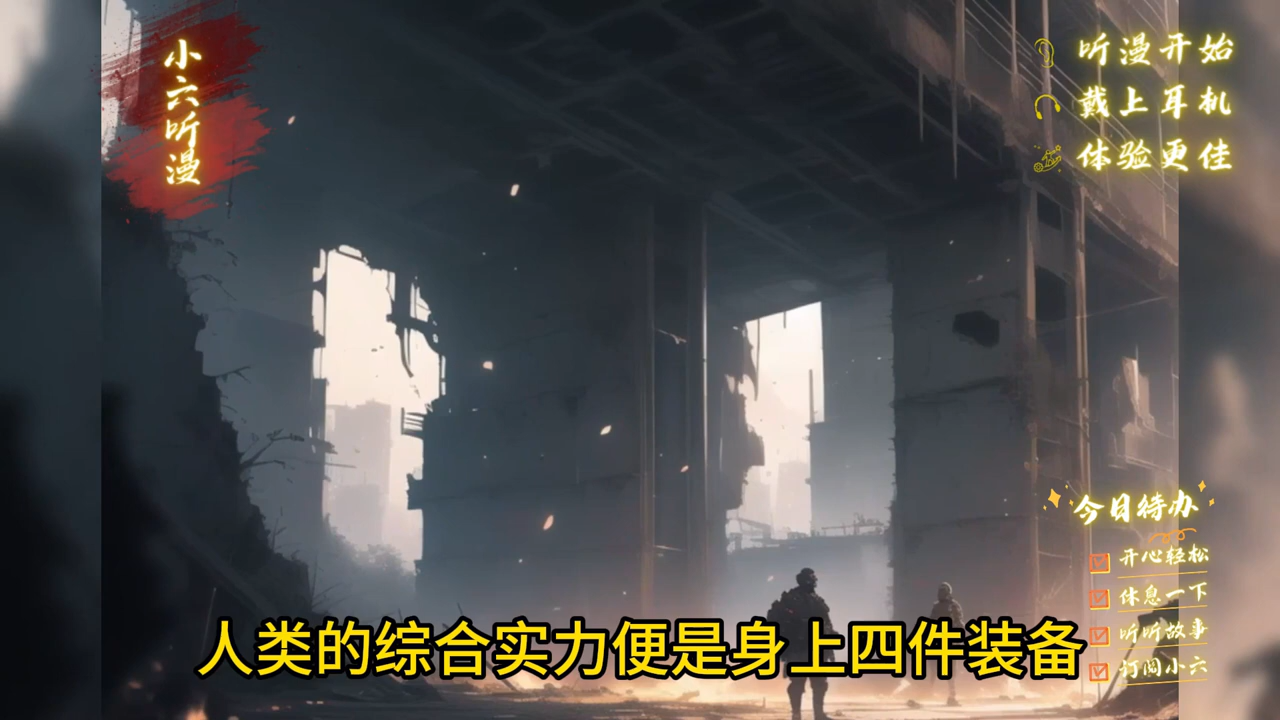 小六听漫
听漫开始
戴上耳机
体验更佳
今日待办
开心轻松
休息一下
听听故事
订阅小六
人类的综合实力便是身上四件装备